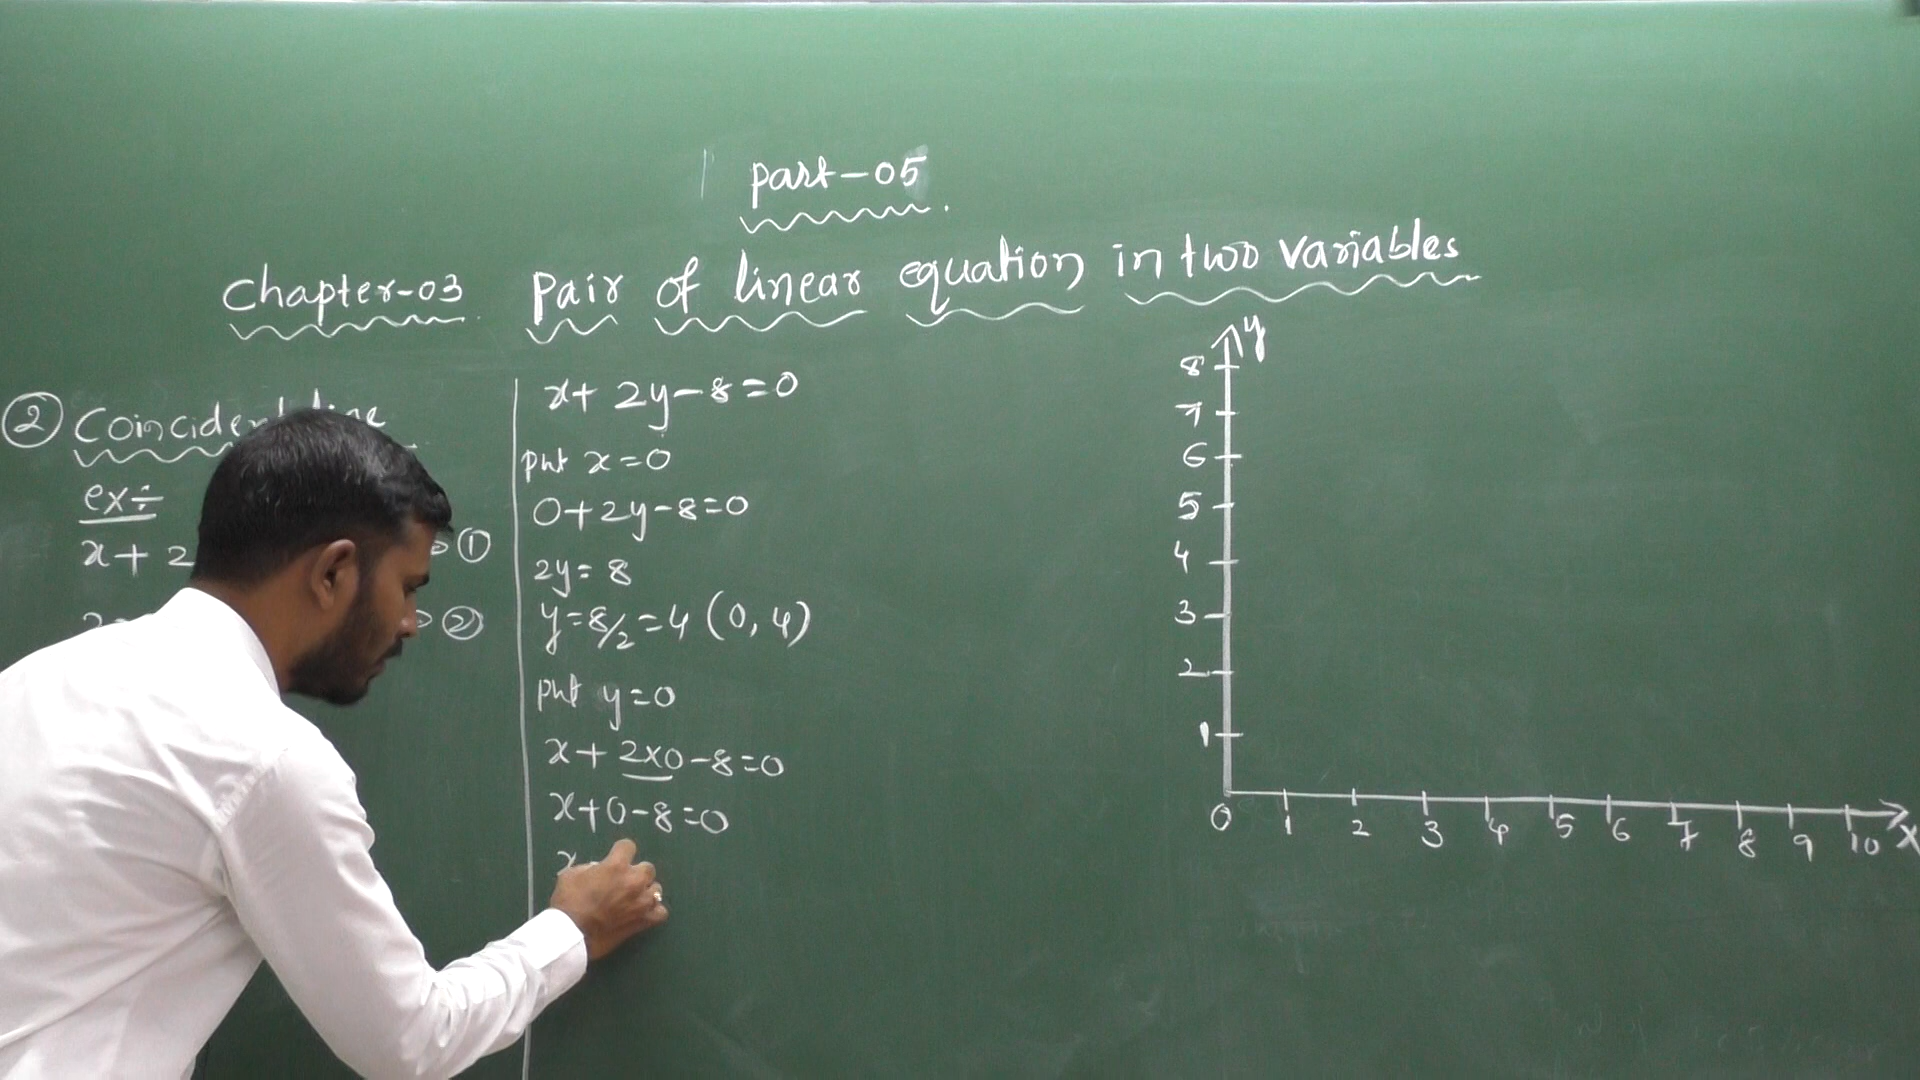 part-05
Chapter-03 Pair of linear equation in two variables
② Coincident line
ex÷
x+2 ①
②
x+2y-8=0
put x=0
0+2y-8=0
2y=8
y=8/2=4 (0,4)
put y=0
x+2x0-8=0
x+0-8=0
x
y
8
7
6
5
4
3
2
1
0 1 2 3 4 5 6 7 8 9 10 X